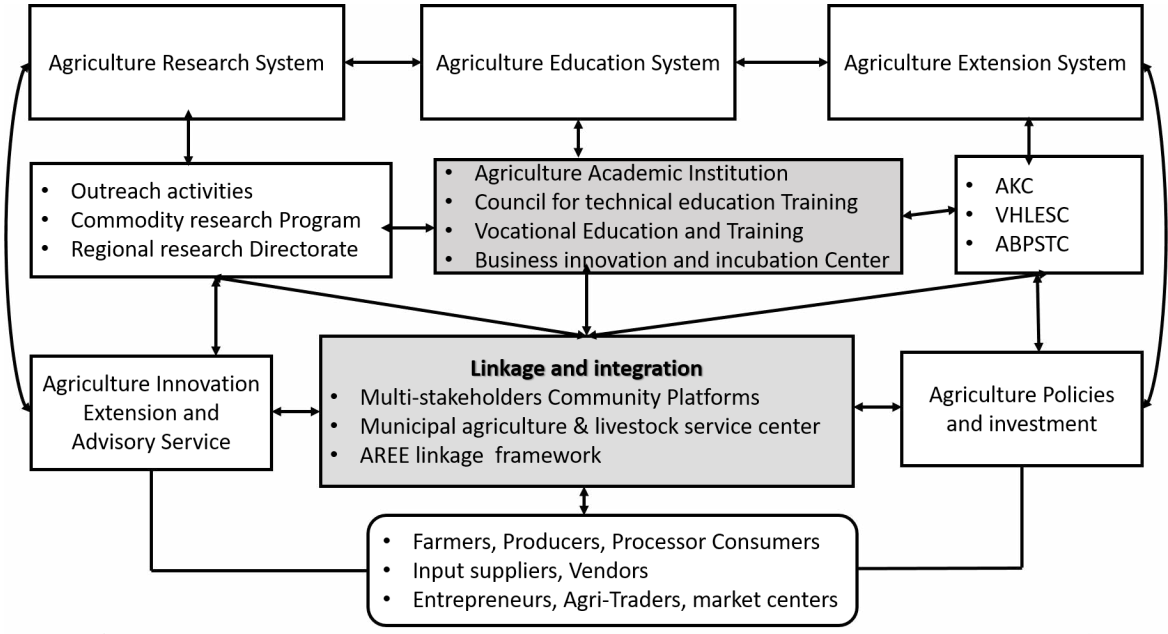 Agriculture Research System
Agriculture Education System
Agriculture Extension System
• Outreach activities
• Commodity research Program
• Regional research Directorate
• Agriculture Academic Institution
• Council for technical education Training
• Vocational Education and Training
• Business innovation and incubation Center
• AKC
• VHLESC
• ABPSTC
Agriculture Innovation
Extension and
Advisory Service
Linkage and integration
• Multi-stakeholders Community Platforms
• Municipal agriculture & livestock service center
• AREE linkage framework
Agriculture Policies
and investment
• Farmers, Producers, Processor Consumers
• Input suppliers, Vendors
• Entrepreneurs, Agri-Traders, market centers